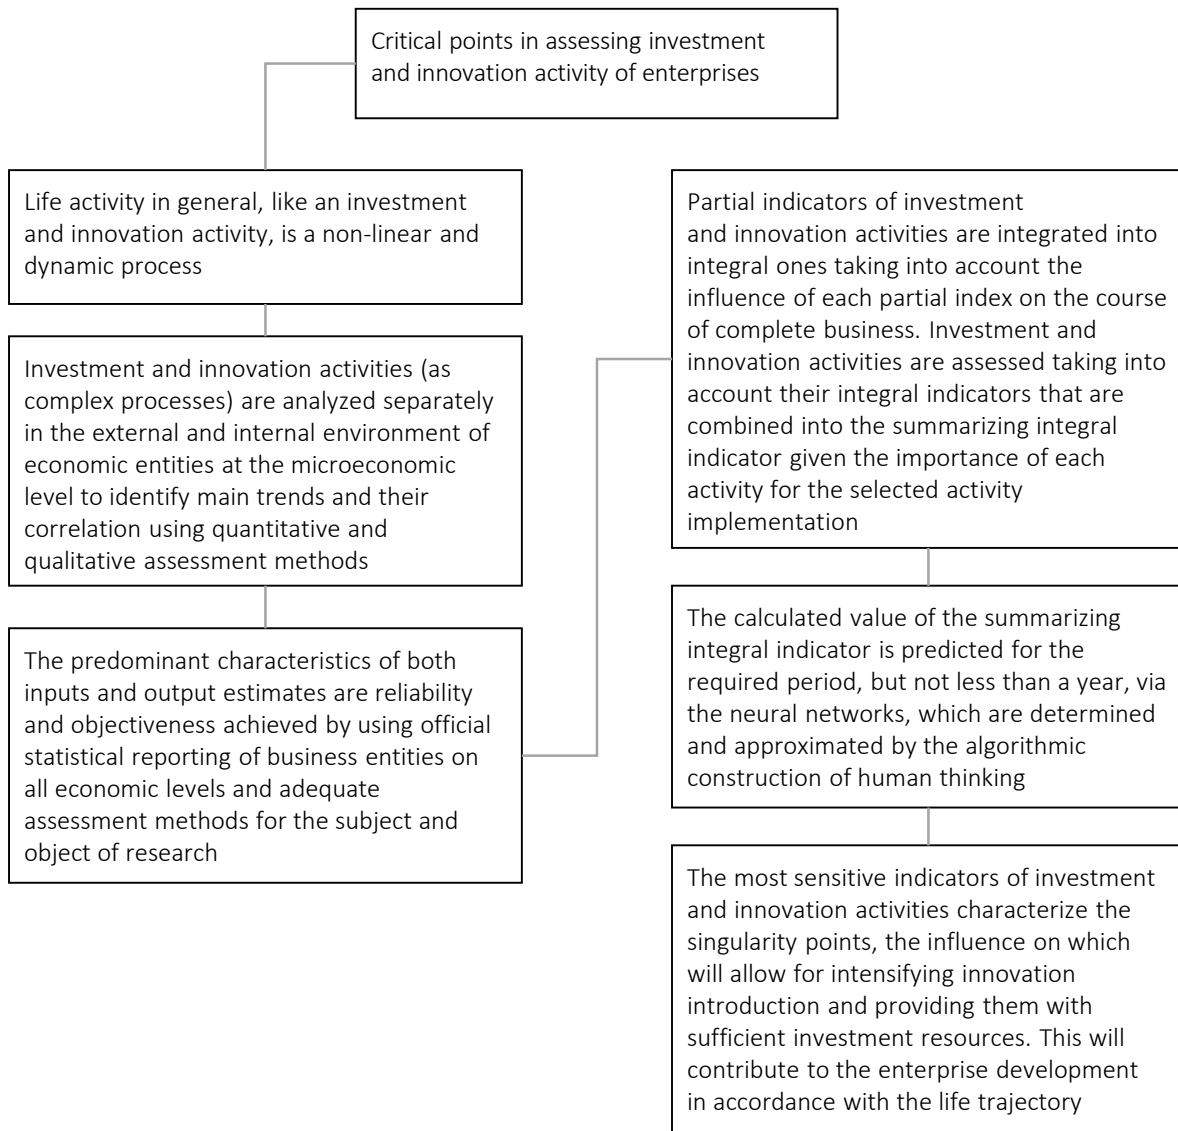 Critical points in assessing investment
and innovation activity of enterprises
Life activity in general, like an investment
and innovation activity, is a non-linear and
dynamic process
Investment and innovation activities (as
complex processes) are analyzed separately
in the external and internal environment of
economic entities at the microeconomic
level to identify main trends and their
correlation using quantitative and
qualitative assessment methods
The predominant characteristics of both
inputs and output estimates are reliability
and objectiveness achieved by using official
statistical reporting of business entities on
all economic levels and adequate
assessment methods for the subject and
object of research
Partial indicators of investment
and innovation activities are integrated into
integral ones taking into account the
influence of each partial index on the course
of complete business. Investment and
innovation activities are assessed taking into
account their integral indicators that are
combined into the summarizing integral
indicator given the importance of each
activity for the selected activity
implementation
The calculated value of the summarizing
integral indicator is predicted for the
required period, but not less than a year, via
the neural networks, which are determined
and approximated by the algorithmic
construction of human thinking
The most sensitive indicators of investment
and innovation activities characterize the
singularity points, the influence on which
will allow for intensifying innovation
introduction and providing them with
sufficient investment resources. This will
contribute to the enterprise development
in accordance with the life trajectory